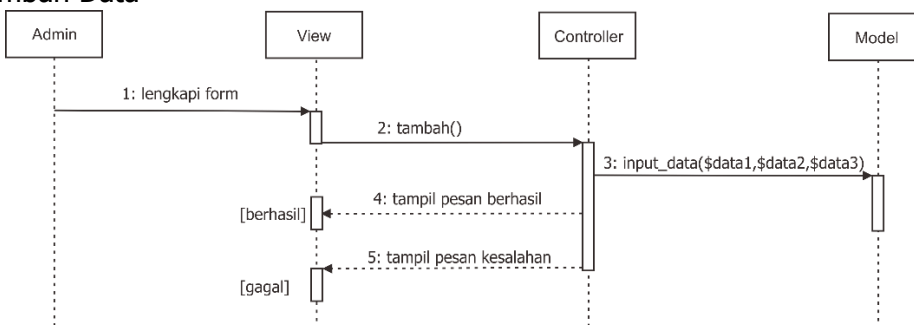 Admin
View
Controller
Model
1: lengkapi form
2: tambah()
3: input_data($data1,$data2,$data3)
4: tampil pesan berhasil
[berhasil]
5: tampil pesan kesalahan
[gagal]